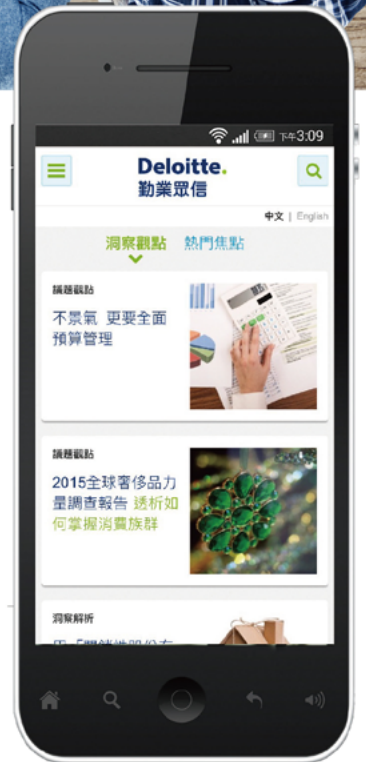 下午3:09
Deloitte.
勤業眾信
中文 | English
洞察觀點 熱門焦點
議題觀點
不景氣 更要全面
預算管理
議題觀點
2015全球奢侈品力
量調查報告 透析如
何掌握消費族群
洞察解析